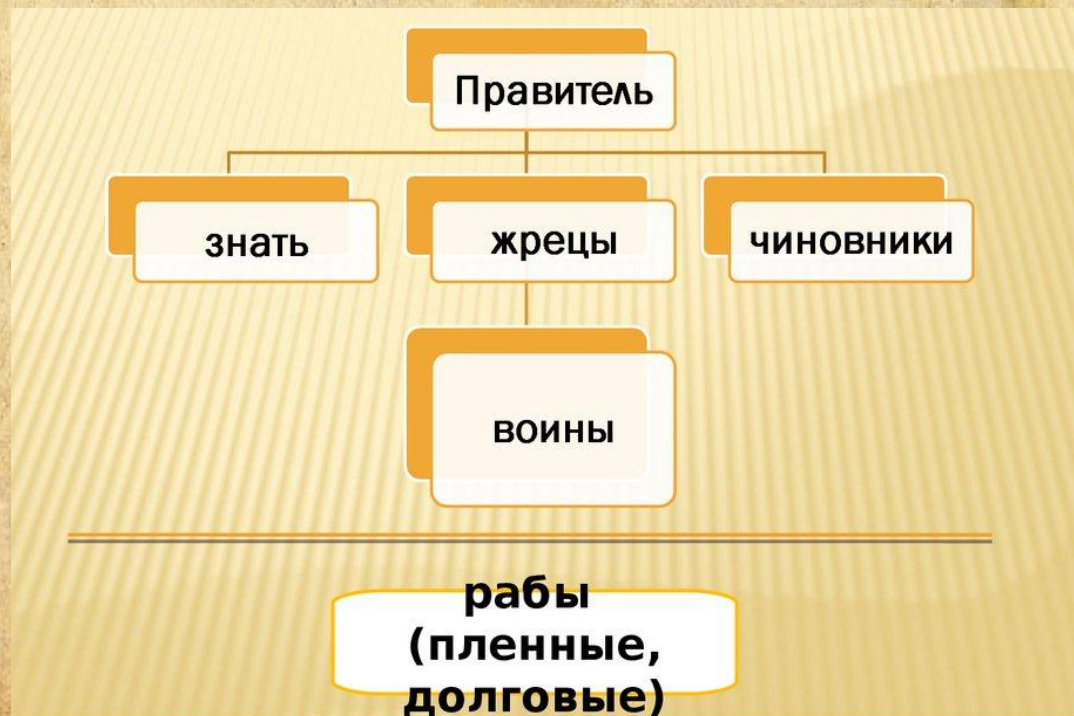 Правитель
знать
жрецы
чиновники
воины
рабы
(пленные,
долговые)